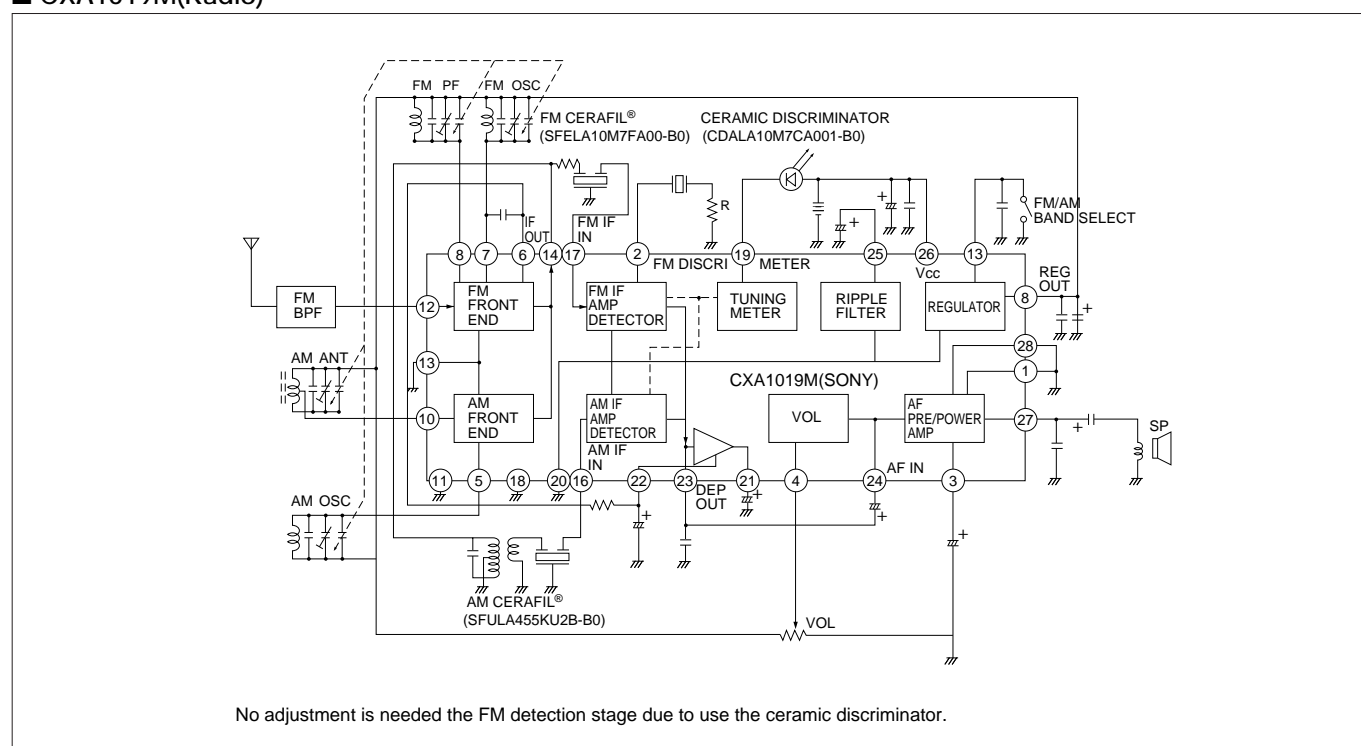 FM PF FM OSC
FM CERAFIL®
(SFELA10M7FA00-B0)
CERAMIC DISCRIMINATOR
(CDALA10M7CA001-B0)
R
FM/AM
BAND SELECT
IF
OUT
FM IF
IN
8 7 6 14 17 2 19 25 26 13
FM DISCRI METER
Vcc
REG
OUT
8
FM
BPF
12
FM
FRONT
END
FM IF
AMP
DETECTOR
TUNING
METER
RIPPLE
FILTER
REGULATOR
28
1
AM ANT
13
10
AM
FRONT
END
AM IF
AMP
DETECTOR
AM IF
IN
CXA1019M(SONY)
VOL
AF
PRE/POWER
AMP
27
SP
11 5 18 20 16 22 23 21 4 24 3
DEP
OUT
AF IN
AM OSC
AM CERAFIL®
(SFULA455KU2B-B0)
VOL
No adjustment is needed the FM detection stage due to use the ceramic discriminator.